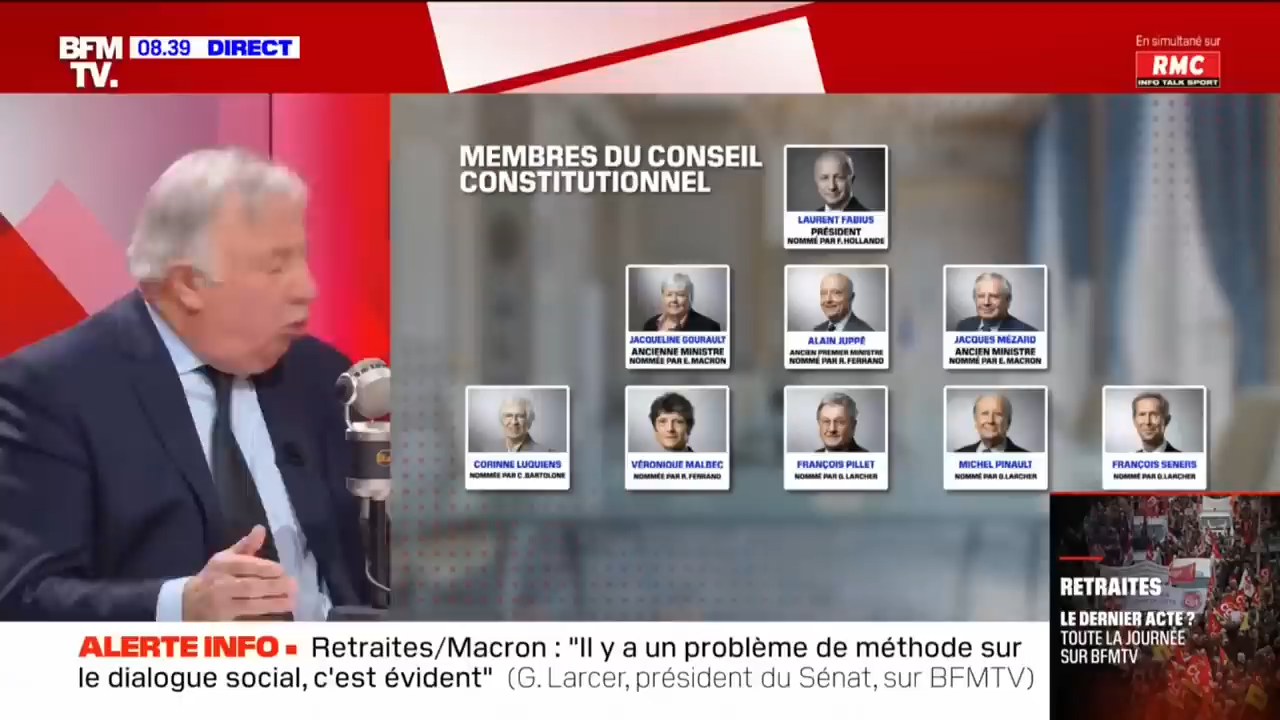 BFM
TV.
08.39 DIRECT
En simultané sur
RMC
INFO TALK SPORT
MEMBRES DU CONSEIL
CONSTITUTIONNEL
LAURENT FABIUS
PRÉSIDENT
NOMMÉ PAR F. HOLLANDE
JACQUELINE GOURAULT
ANCIENNE MINISTRE
NOMMÉE PAR E. MACRON
ALAIN JUPPÉ
ANCIEN PREMIER MINISTRE
NOMMÉ PAR R. FERRAND
JACQUES MÉZARD
ANCIEN MINISTRE
NOMMÉ PAR E. MACRON
CORINNE LUQUIENS
NOMMÉE PAR C. BARTOLONE
VÉRONIQUE MALBEC
NOMMÉE PAR R. FERRAND
FRANÇOIS PILLET
NOMMÉ PAR G. LARCHER
MICHEL PINAULT
NOMMÉ PAR G.LARCHER
FRANÇOIS SENERS
NOMMÉ PAR G.LARCHER
RETRAITES
LE DERNIER ACTE ?
TOUTE LA JOURNÉE
SUR BFMTV
ALERTE INFO Retraites/Macron : "Il y a un problème de méthode sur
le dialogue social, c'est évident" (G. Larcer, président du Sénat, sur BFMTV)